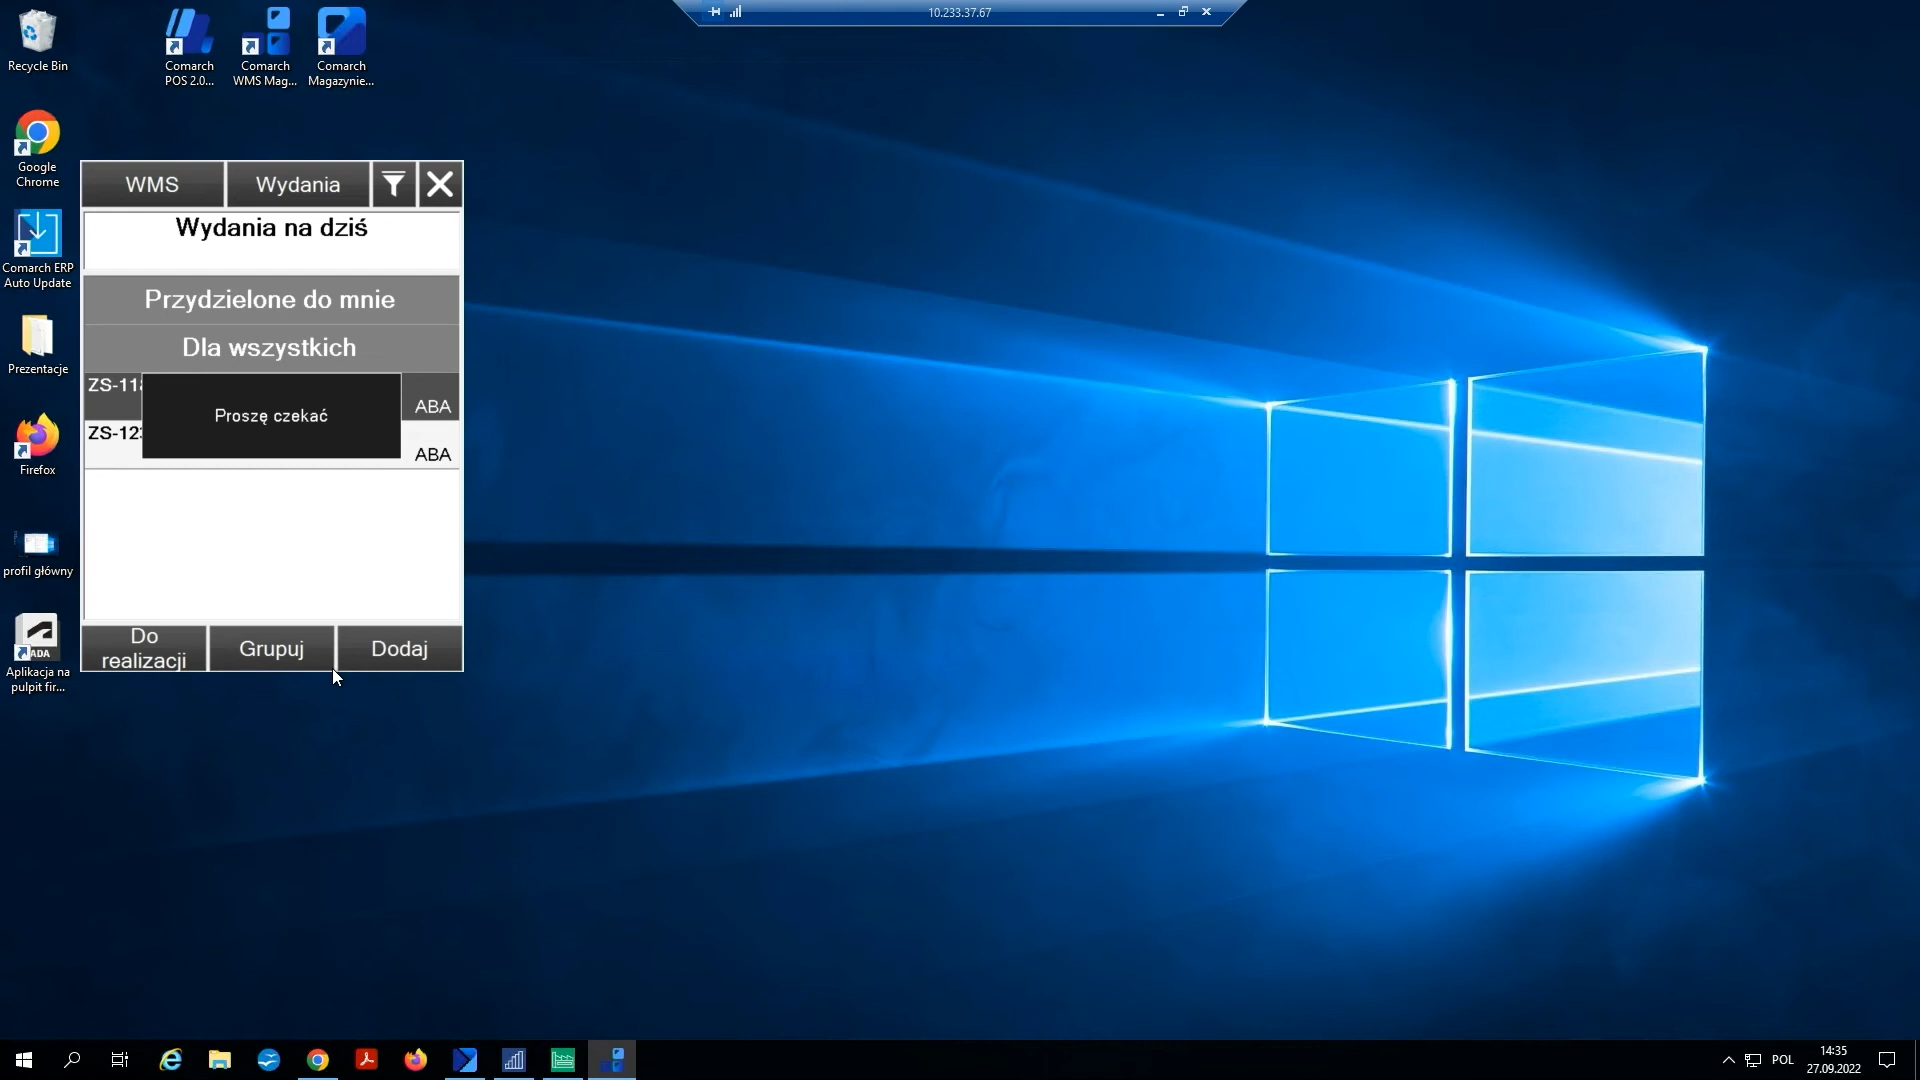 10.233.37.67
Recycle Bin
Comarch
POS 2.0...
Comarch
WMS Mag...
Comarch
Magazynie...
Google
Chrome
Comarch ERP
Auto Update
Prezentacje
Firefox
profil główny
ADA
Aplikacja na
pulpit fir...
WMS
Wydania
Wydania na dziś
Przydzielone do mnie
Dla wszystkich
ABA
Proszę czekać
ABA
Do
realizacji
Grupuj
Dodaj
POL
14:35
27.09.2022